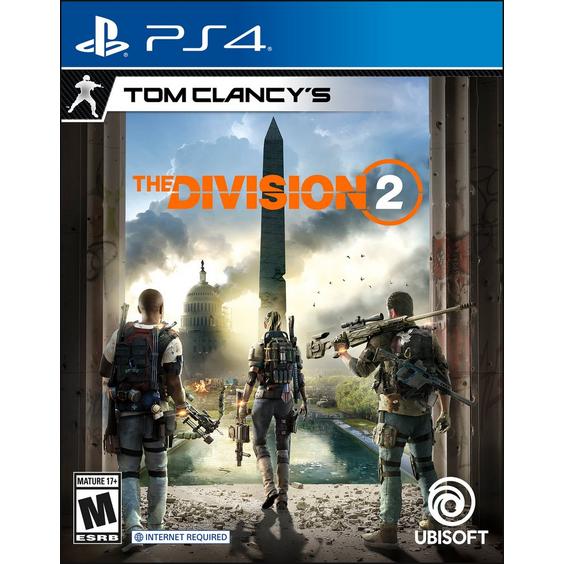 PS4
TOM CLANCY'S
THE DIVISION 2
MATURE 17+
M
ESRB
INTERNET REQUIRED
UBISOFT